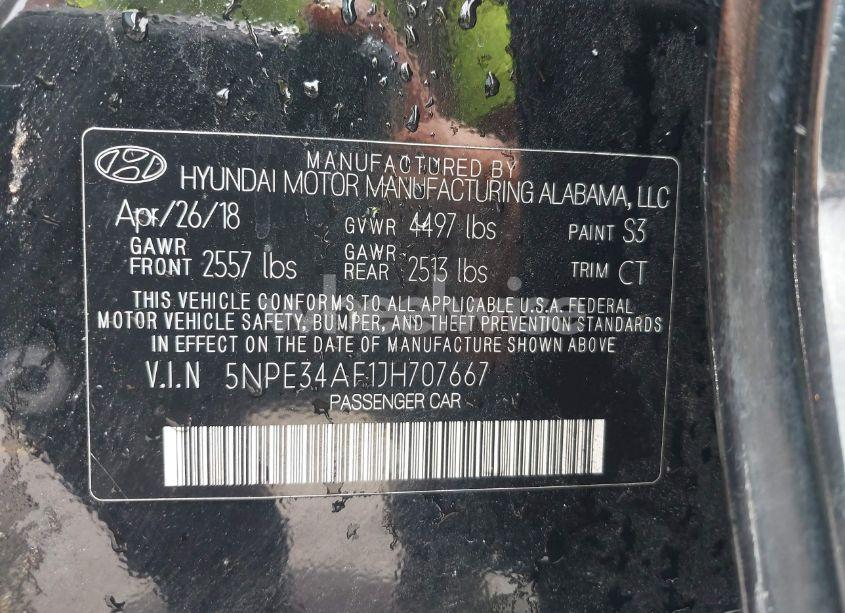 MANUFACTURED BY
HYUNDAI MOTOR MANUFACTURING ALABAMA, LLC
Apr/26/18 GVWR 4497 lbs PAINT S3
GAWR FRONT 2557 lbs GAWR REAR 2513 lbs TRIM CT
THIS VEHICLE CONFORMS TO ALL APPLICABLE U.S.A. FEDERAL
MOTOR VEHICLE SAFETY, BUMPER, AND THEFT PREVENTION STANDARDS
IN EFFECT ON THE DATE OF MANUFACTURE SHOWN ABOVE
V.I.N 5NPE34AF1JH707667
PASSENGER CAR